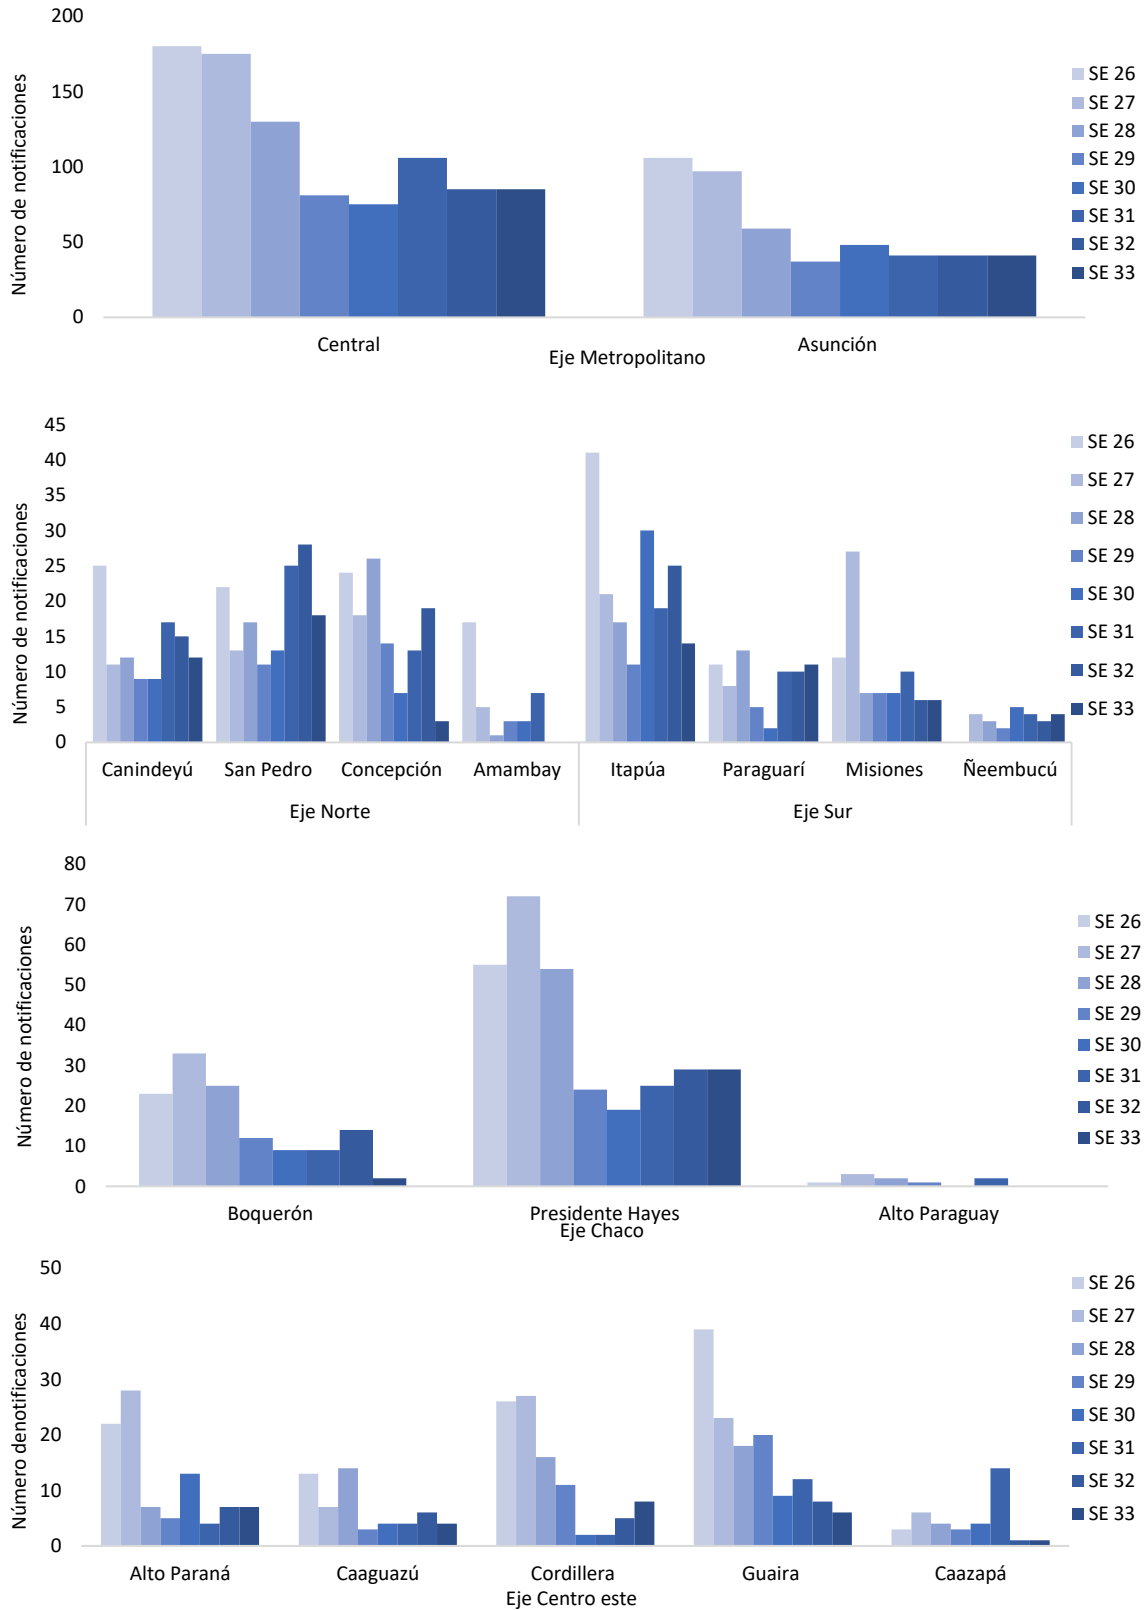 200
150
100
50
0
Número de notificaciones
Central
Asunción
Eje Metropolitano
SE 26
SE 27
SE 28
SE 29
SE 30
SE 31
SE 32
SE 33
45
40
35
30
25
20
15
10
5
0
Número de notificaciones
Canindeyú
San Pedro
Concepción
Amambay
Itapúa
Paraguarí
Misiones
Ñeembucú
Eje Norte
Eje Sur
SE 26
SE 27
SE 28
SE 29
SE 30
SE 31
SE 32
SE 33
80
70
60
50
40
30
20
10
0
Número de notificaciones
Boquerón
Presidente Hayes
Alto Paraguay
Eje Chaco
SE 26
SE 27
SE 28
SE 29
SE 30
SE 31
SE 32
SE 33
50
40
30
20
10
0
Número denotificaciones
Alto Paraná
Caaguazú
Cordillera
Guaira
Caazapá
Eje Centro este
SE 26
SE 27
SE 28
SE 29
SE 30
SE 31
SE 32
SE 33